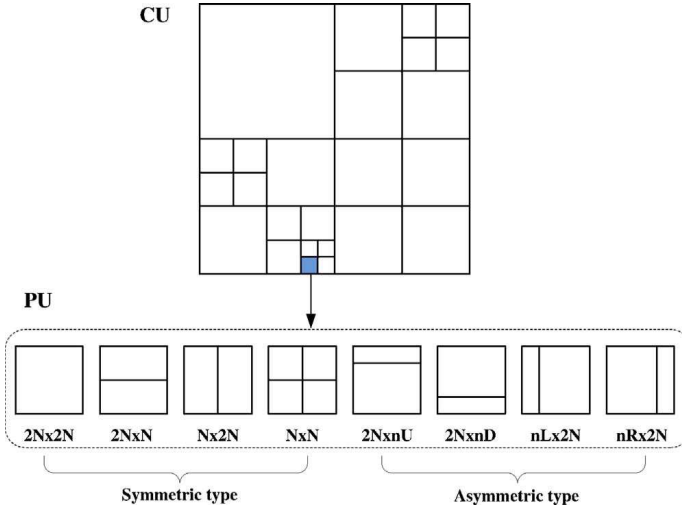 CU
PU
2Nx2N 2NxN Nx2N NxN 2NxnU 2NxnD nLx2N nRx2N
Symmetric type Asymmetric type